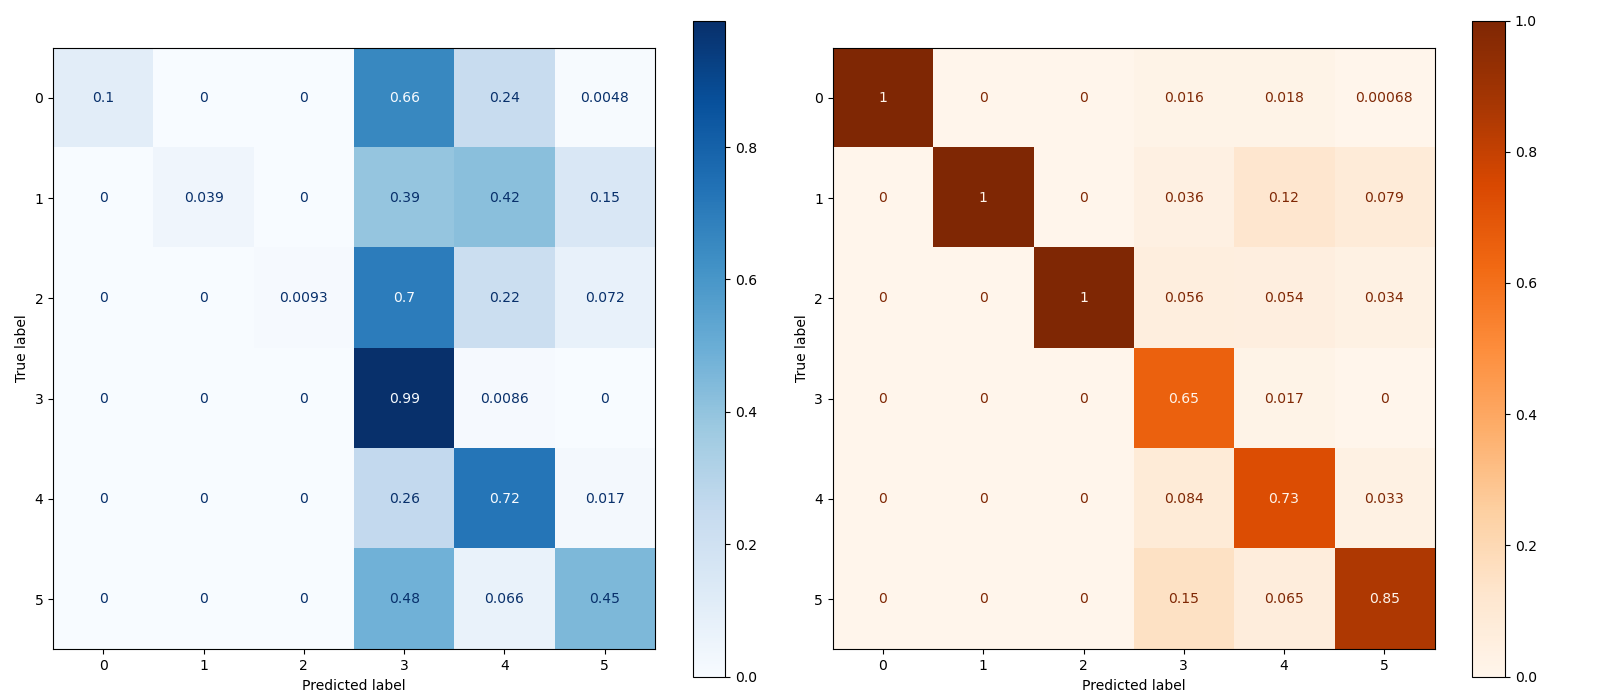 0 0.1 0 0 0.66 0.24 0.0048
1 0 0.039 0 0.39 0.42 0.15
2 0 0 0.0093 0.7 0.22 0.072
3 0 0 0 0.99 0.0086 0
4 0 0 0 0.26 0.72 0.017
5 0 0 0 0.48 0.066 0.45
0 1 2 3 4 5
True label
Predicted label
0.8
0.6
0.4
0.2
0.0
0 1 0 0 0.016 0.018 0.00068
1 0 1 0 0.036 0.12 0.079
2 0 0 1 0.056 0.054 0.034
3 0 0 0 0.65 0.017 0
4 0 0 0 0.084 0.73 0.033
5 0 0 0 0.15 0.065 0.85
0 1 2 3 4 5
True label
Predicted label
1.0
0.8
0.6
0.4
0.2
0.0